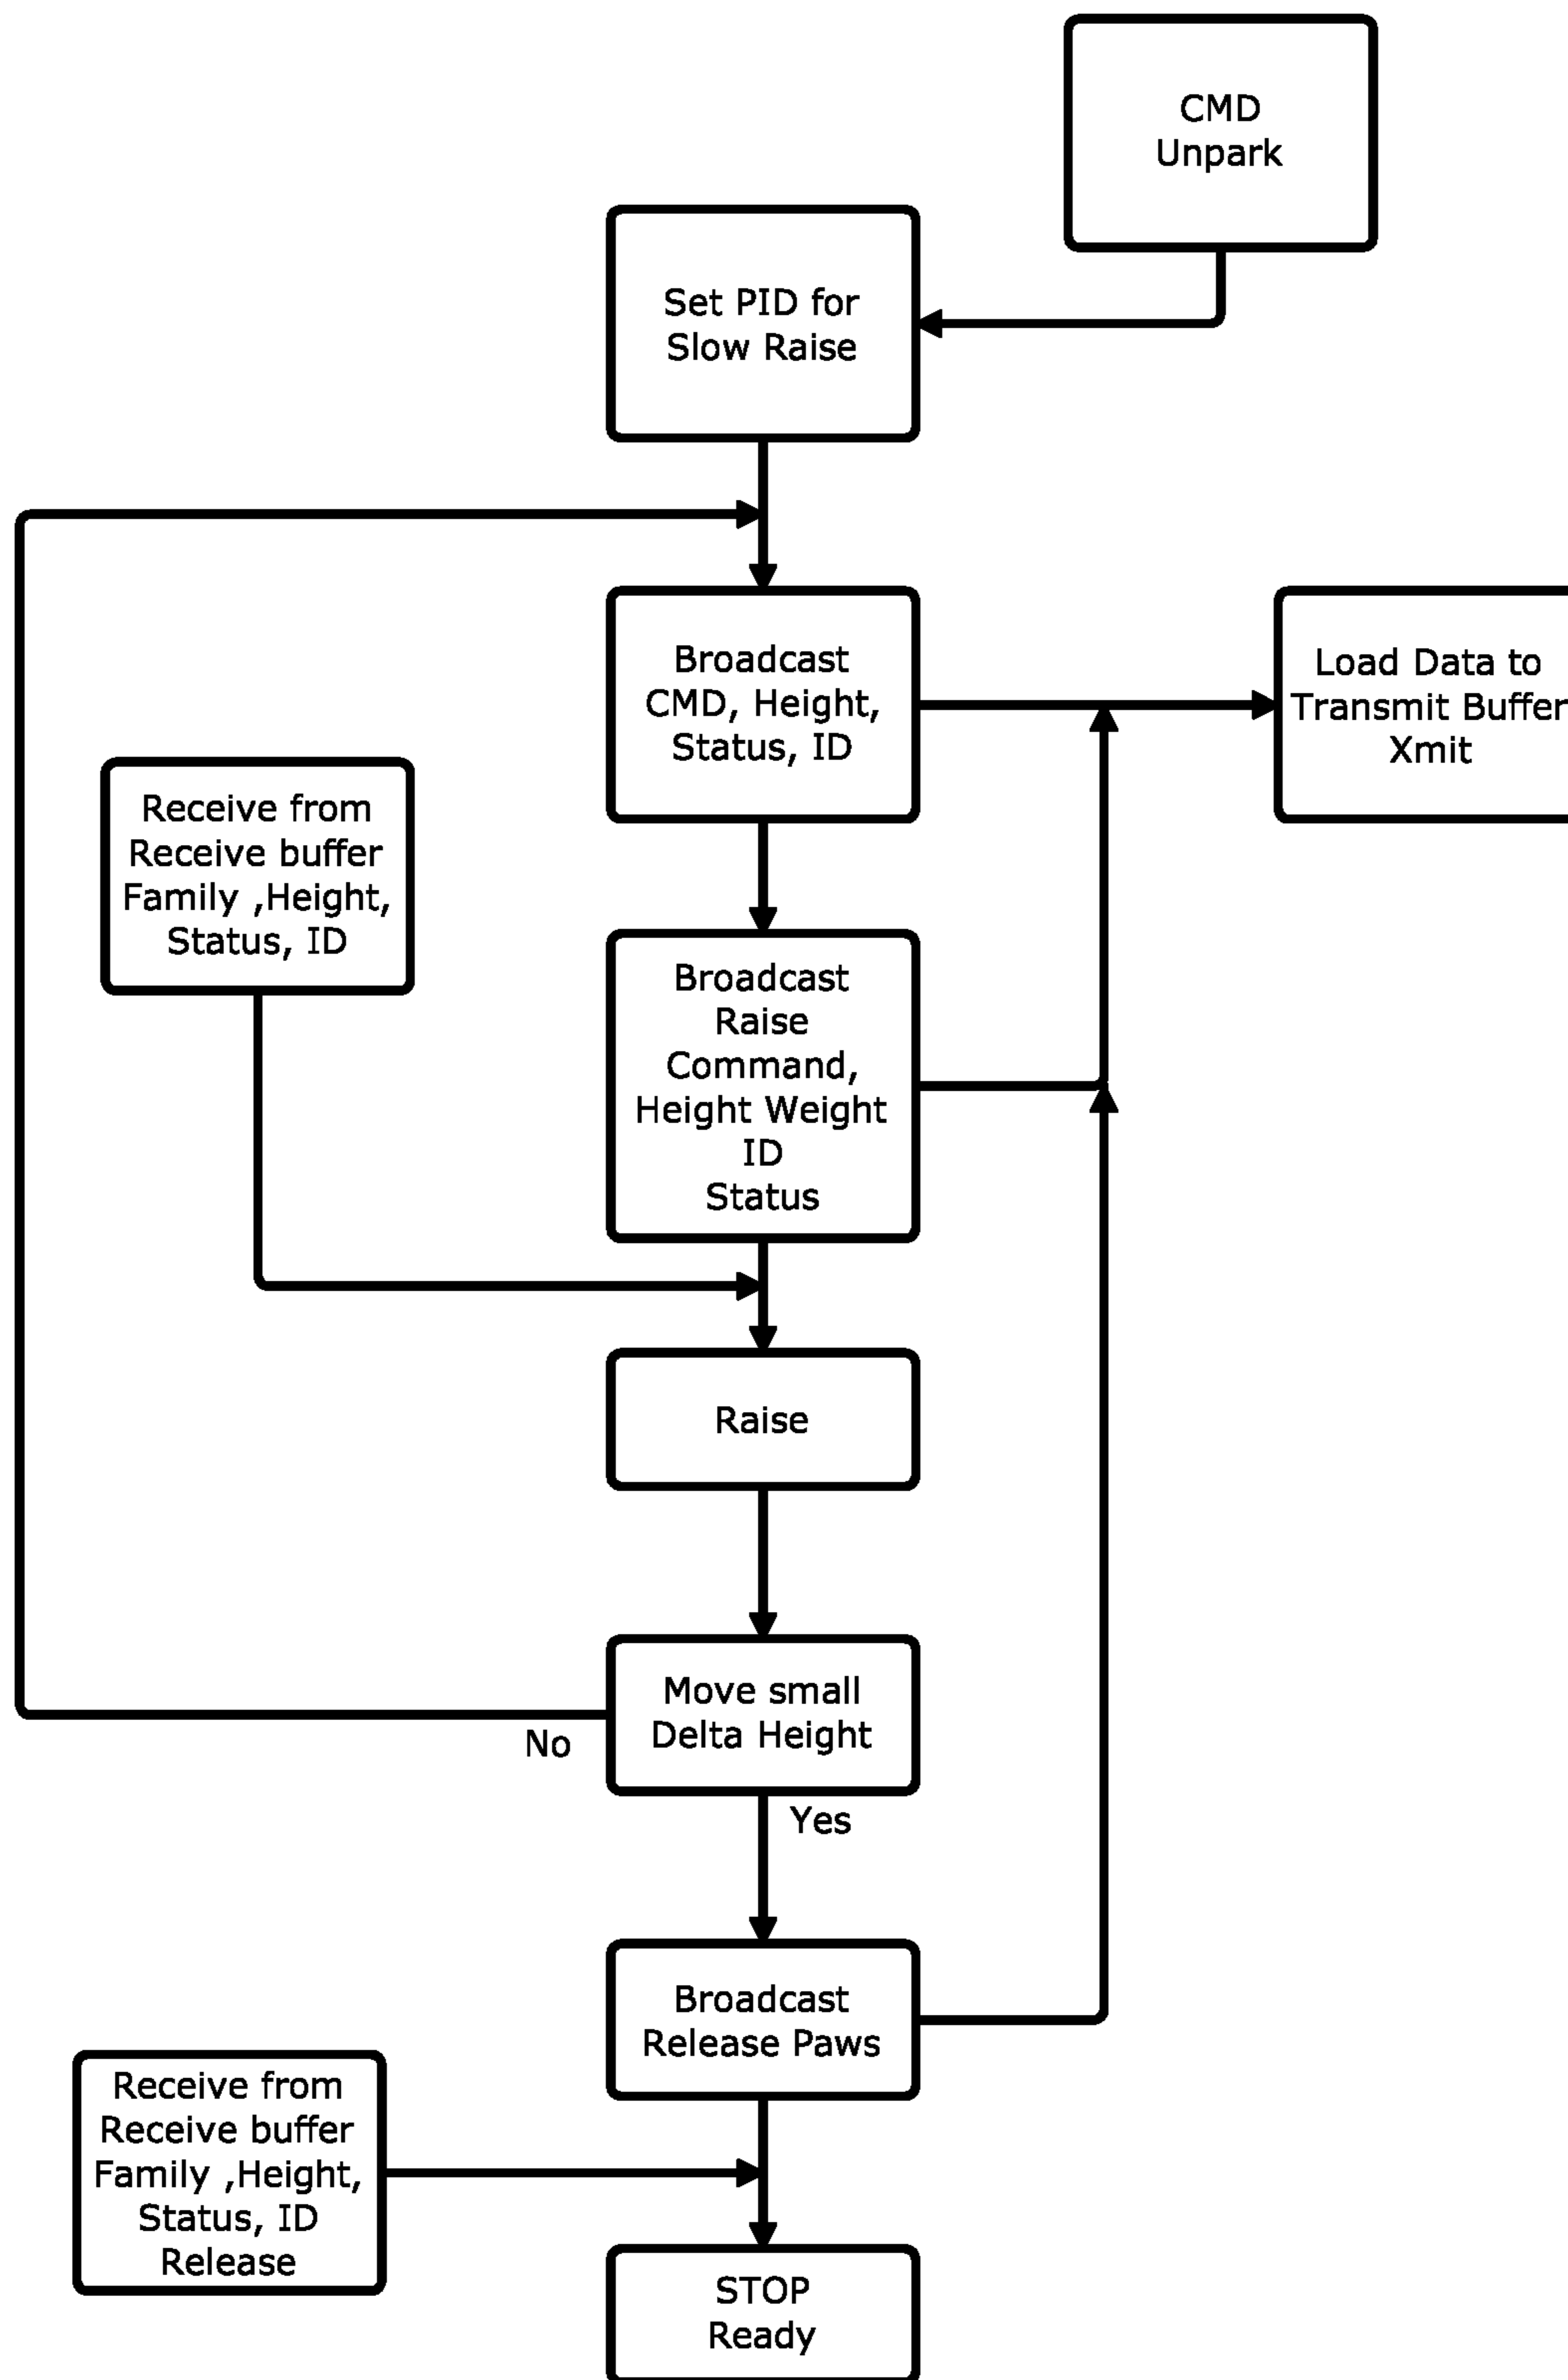 CMD
Unpark
Set PID for
Slow Raise
Broadcast
CMD, Height,
Status, ID
Load Data to
Transmit Buffer
Xmit
Receive from
Receive buffer
Family ,Height,
Status, ID
Broadcast
Raise
Command,
Height Weight
ID
Status
Raise
Move small
Delta Height
No
Yes
Broadcast
Release Paws
Receive from
Receive buffer
Family ,Height,
Status, ID
Release
STOP
Ready